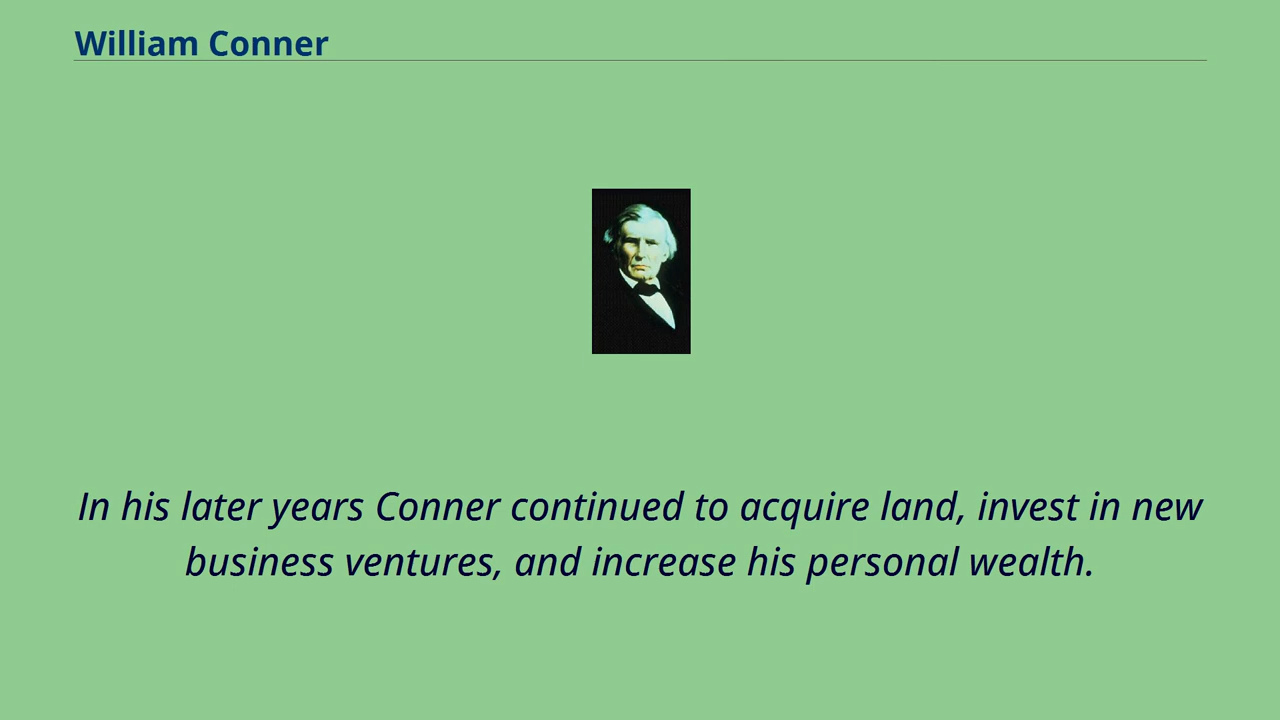 William Conner
In his later years Conner continued to acquire land, invest in new
business ventures, and increase his personal wealth.